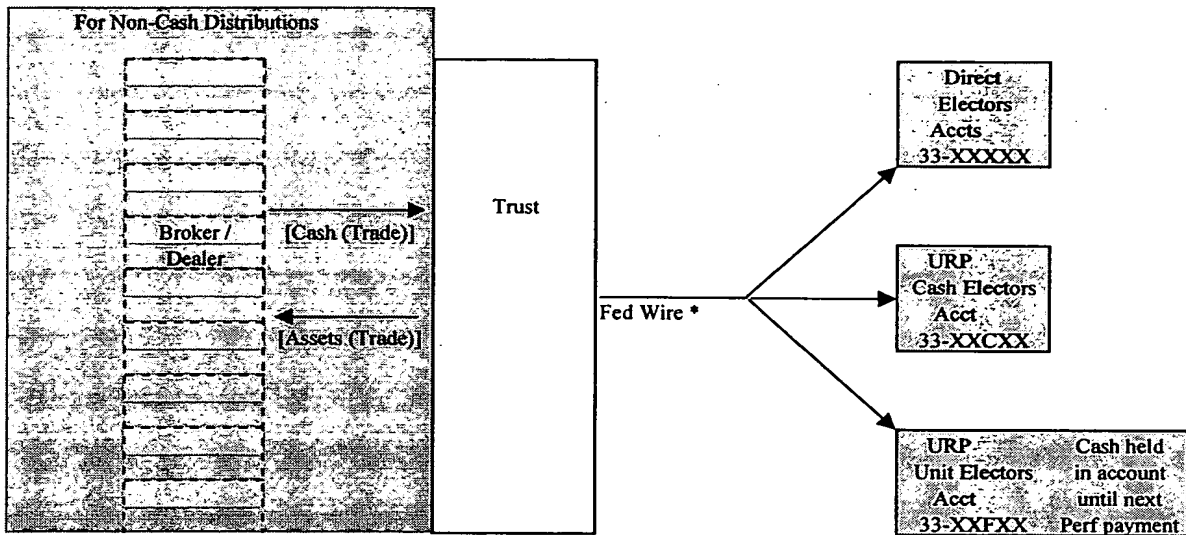 For Non-Cash Distributions
Broker /
Dealer
[Cash (Trade)]
[Assets (Trade)]
Trust
Fed Wire *
Direct
Electors
Accts
33-XXXXX
URP
Cash Electors
Acct
33-XXCXX
URP
Unit Electors
Acct
33-XXFXX
Cash held
in account
until next
Perf payment